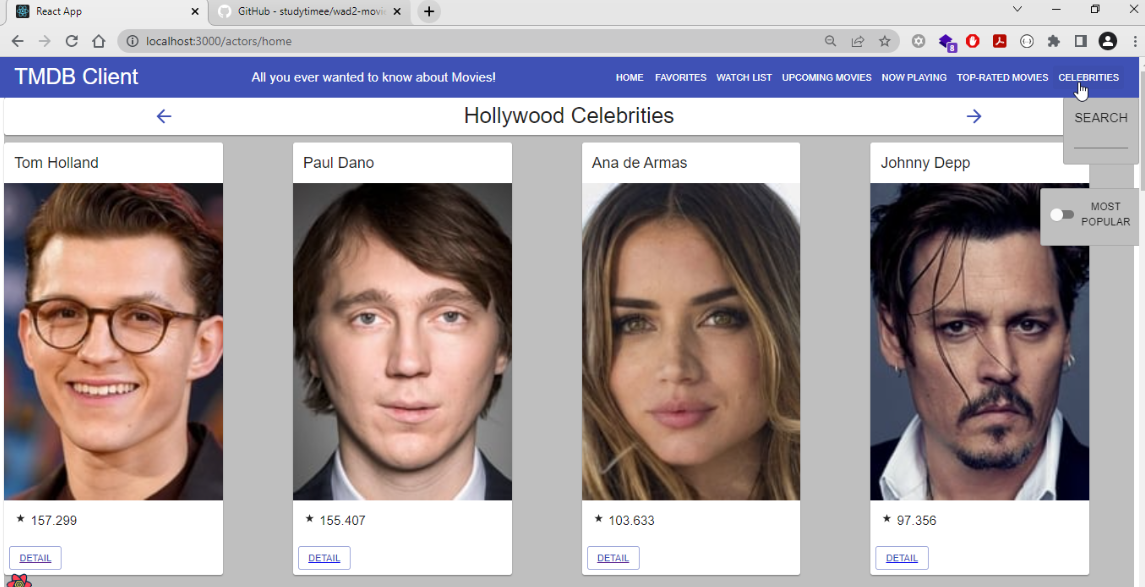 React App
GitHub - studytimee/wad2-movi
localhost:3000/actors/home
TMDB Client
All you ever wanted to know about Movies!
HOME
FAVORITES
WATCH LIST
UPCOMING MOVIES
NOW PLAYING
TOP-RATED MOVIES
CELEBRITIES
Hollywood Celebrities
SEARCH
MOST
POPULAR
Tom Holland
Paul Dano
Ana de Armas
Johnny Depp
157.299
155.407
103.633
97.356
DETAIL
DETAIL
DETAIL
DETAIL